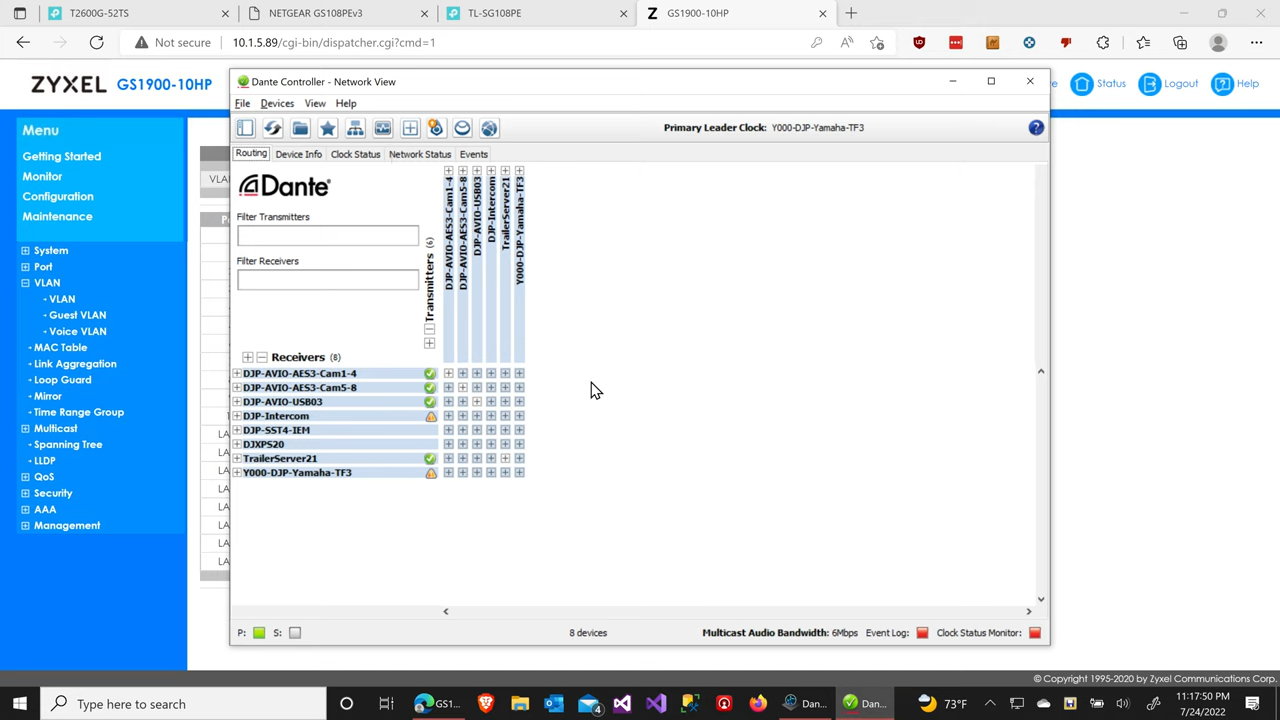 T2600G-52TS
NETGEAR GS108PEv3
TL-SG108PE
GS1900-10HP
Not secure
10.1.5.89/cgi-bin/dispatcher.cgi?cmd=1
ZYXEL GS1900-10HP
Status
Logout
Help
Menu
Getting Started
Monitor
Configuration
Maintenance
System
Port
VLAN
VLAN
Guest VLAN
Voice VLAN
MAC Table
Link Aggregation
Loop Guard
Mirror
Time Range Group
Multicast
Spanning Tree
LLDP
QoS
Security
AAA
Management
Dante Controller - Network View
File Devices View Help
Primary Leader Clock: Y000-DJP-Yamaha-TF3
Routing Device Info Clock Status Network Status Events
Dante
Filter Transmitters
Filter Receivers
Transmitters (6)
DJP-AVIO-AES3-Cam1-4
DJP-AVIO-AES3-Cam5-8
DJP-AVIO-USB03
DJP-Intercom
TrailerServer21
Y000-DJP-Yamaha-TF3
Receivers (8)
DJP-AVIO-AES3-Cam1-4
DJP-AVIO-AES3-Cam5-8
DJP-AVIO-USB03
DJP-Intercom
DJP-SST4-IEM
DJXPS20
TrailerServer21
Y000-DJP-Yamaha-TF3
P: S:
8 devices
Multicast Audio Bandwidth: 6Mbps
Event Log:
Clock Status Monitor:
© Copyright 1995-2020 by Zyxel Communications Corp.
Type here to search
GS1...
4
Dan...
Dan...
73°F
11:17:50 PM
7/24/2022